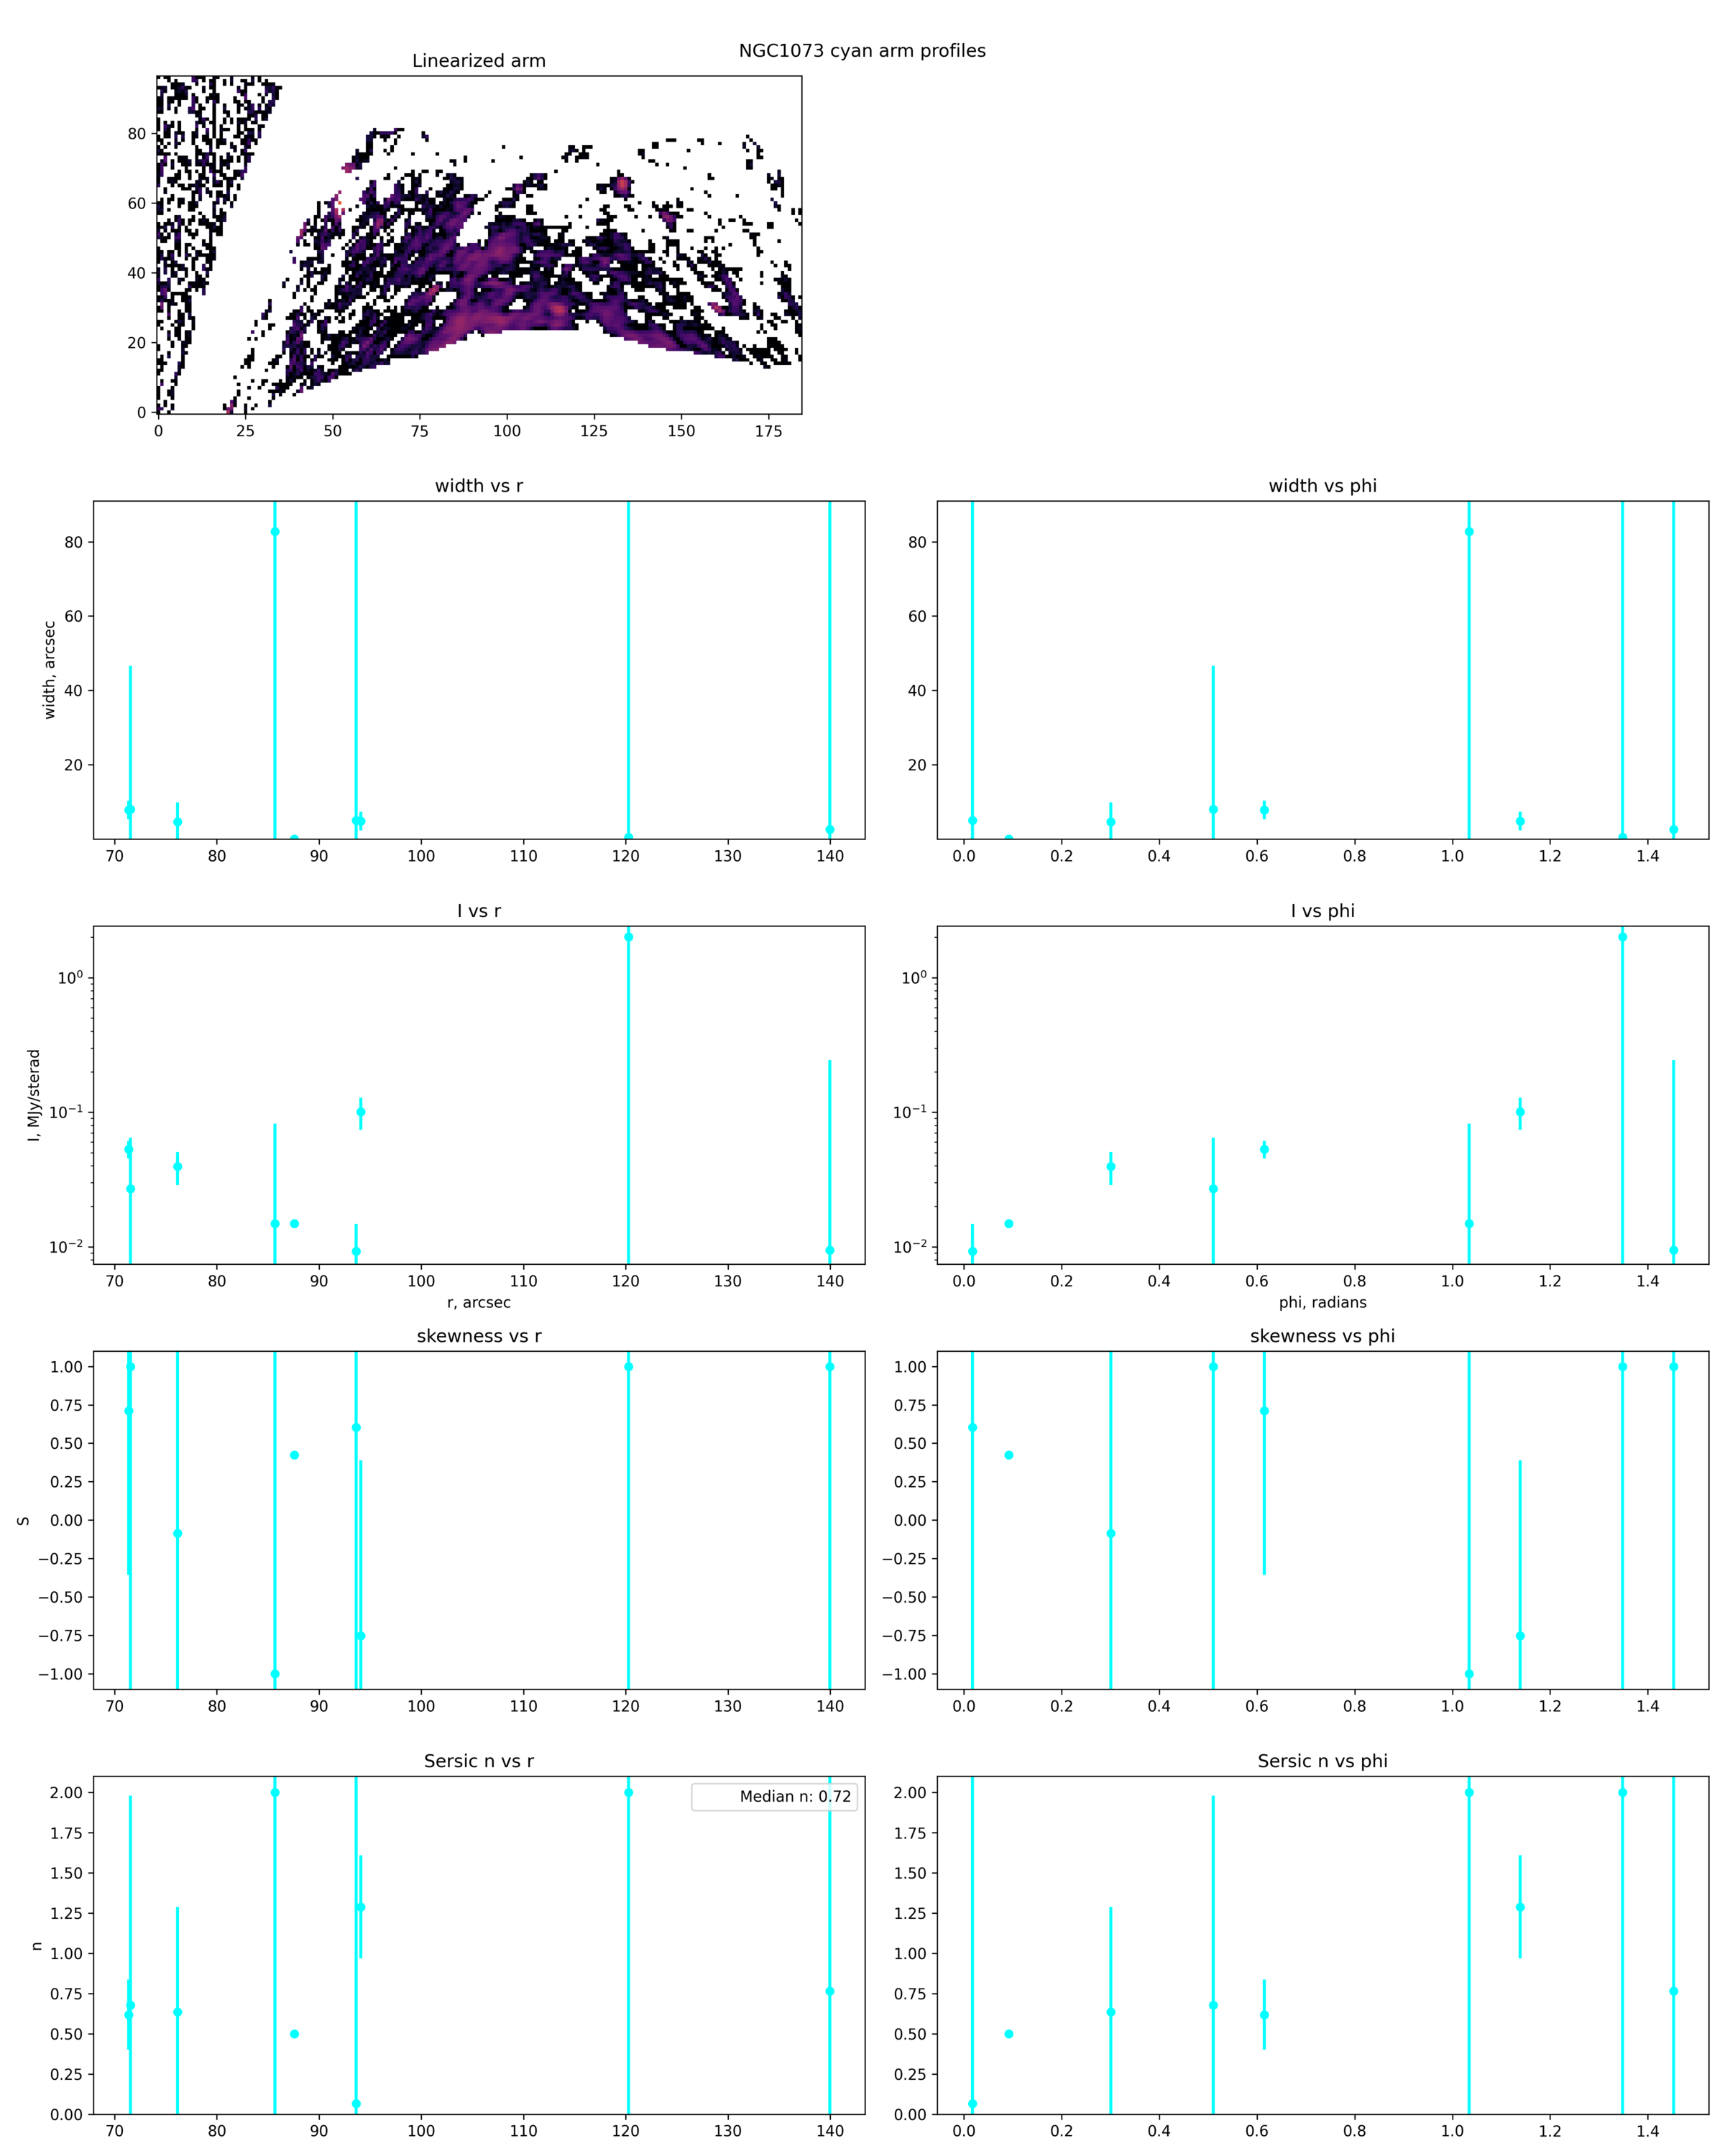 NGC1073 cyan arm profiles
Linearized arm
80
60
40
20
0
0 25 50 75 100 125 150 175
width vs r
width vs phi
width, arcsec
80
60
40
20
80
60
40
20
70 80 90 100 110 120 130 140
0.0 0.2 0.4 0.6 0.8 1.0 1.2 1.4
I vs r
I vs phi
I, MJy/sterad
10⁰
10⁻¹
10⁻²
10⁰
10⁻¹
10⁻²
70 80 90 100 110 120 130 140
0.0 0.2 0.4 0.6 0.8 1.0 1.2 1.4
r, arcsec
phi, radians
skewness vs r
skewness vs phi
S
1.00
0.75
0.50
0.25
0.00
−0.25
−0.50
−0.75
−1.00
1.00
0.75
0.50
0.25
0.00
−0.25
−0.50
−0.75
−1.00
70 80 90 100 110 120 130 140
0.0 0.2 0.4 0.6 0.8 1.0 1.2 1.4
Sersic n vs r
Sersic n vs phi
Median n: 0.72
n
2.00
1.75
1.50
1.25
1.00
0.75
0.50
0.25
0.00
2.00
1.75
1.50
1.25
1.00
0.75
0.50
0.25
0.00
70 80 90 100 110 120 130 140
0.0 0.2 0.4 0.6 0.8 1.0 1.2 1.4